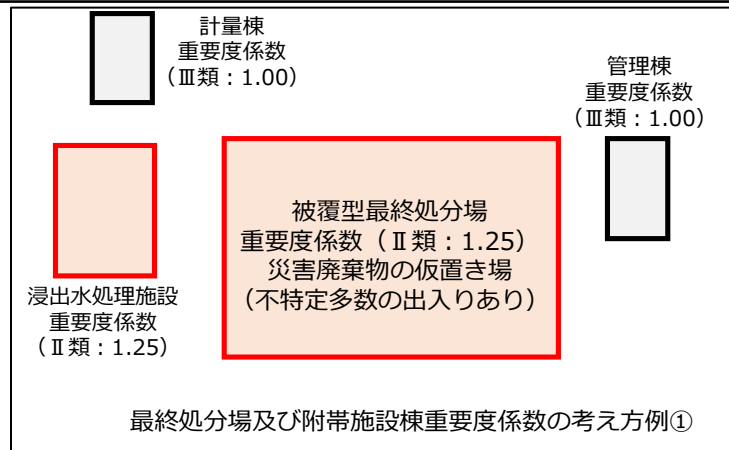 計量棟
重要度係数
（Ⅲ類：1.00）
管理棟
重要度係数
（Ⅲ類：1.00）
被覆型最終処分場
重要度係数（Ⅱ類：1.25）
災害廃棄物の仮置き場
（不特定多数の出入りあり）
浸出水処理施設
重要度係数
（Ⅱ類：1.25）
最終処分場及び附帯施設棟重要度係数の考え方例①